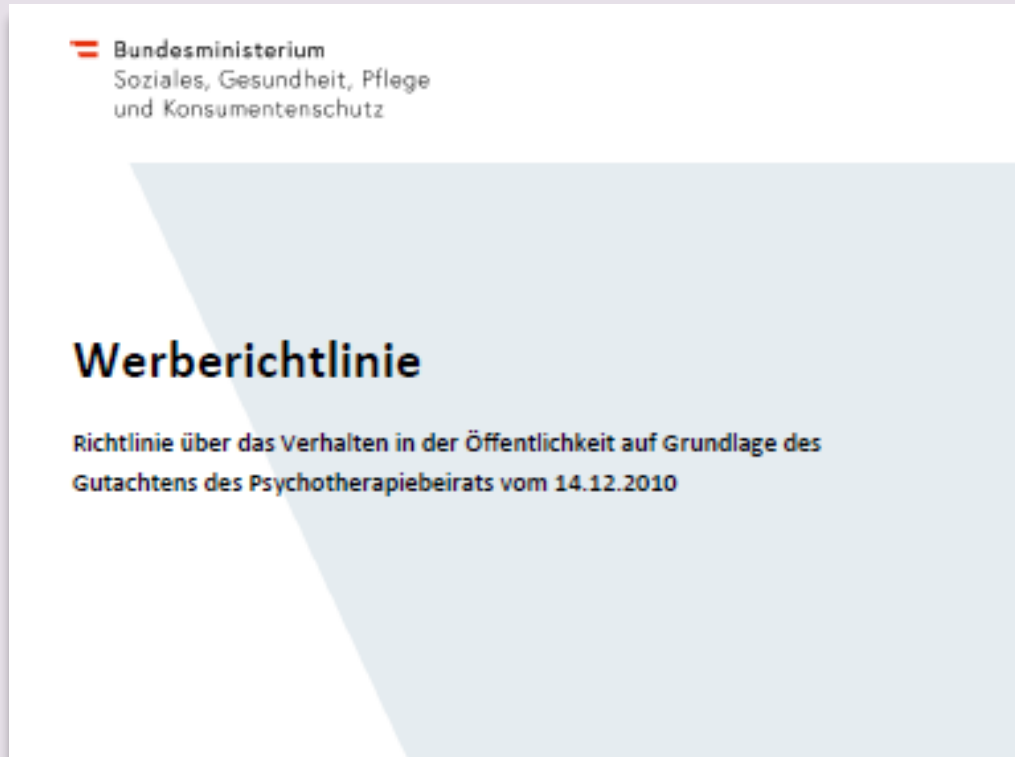 Bundesministerium
Soziales, Gesundheit, Pflege
und Konsumentenschutz
Werberichtlinie
Richtlinie über das Verhalten in der Öffentlichkeit auf Grundlage des
Gutachtens des Psychotherapiebeirats vom 14.12.2010